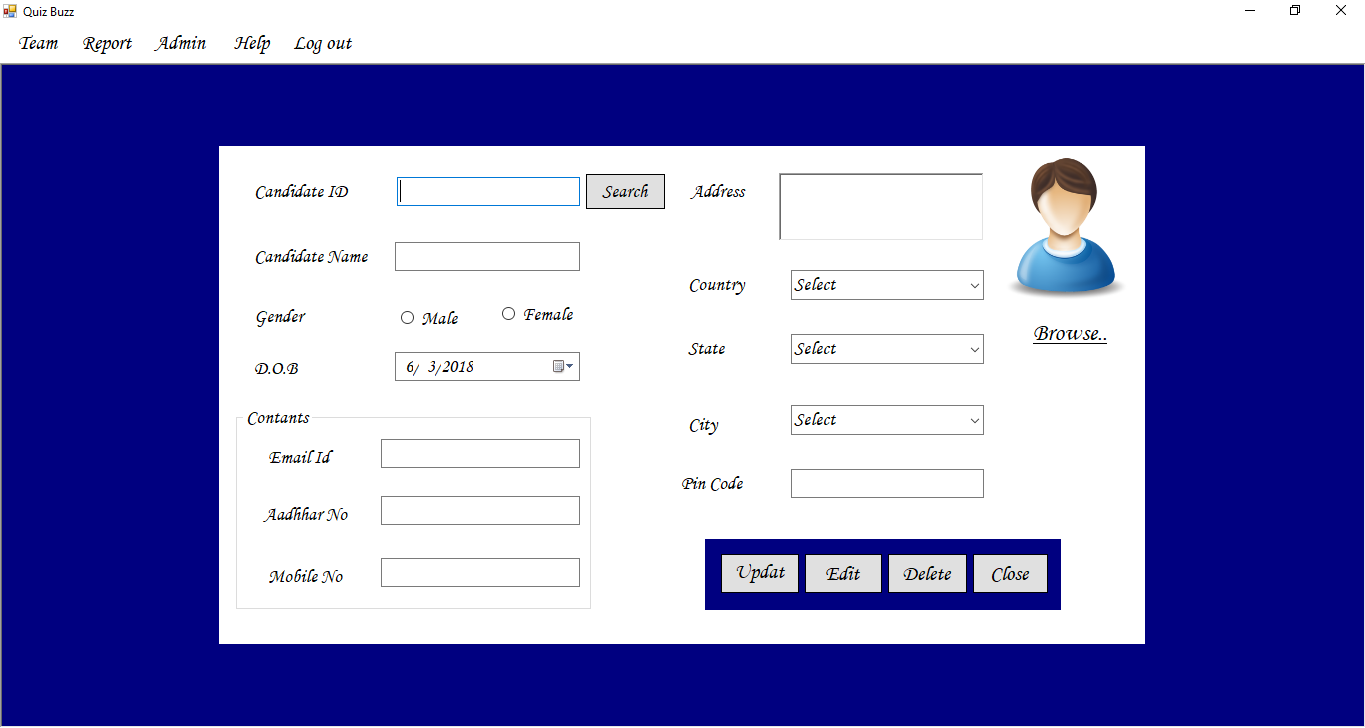 Quiz Buzz
Team Report Admin Help Log out
Candidate ID
Search
Candidate Name
Gender
Male
Female
D.O.B
6/ 3/2018
Contants
Email Id
Aadhhar No
Mobile No
Address
Country
Select
State
Select
City
Select
Pin Code
Browse..
Updat
Edit
Delete
Close